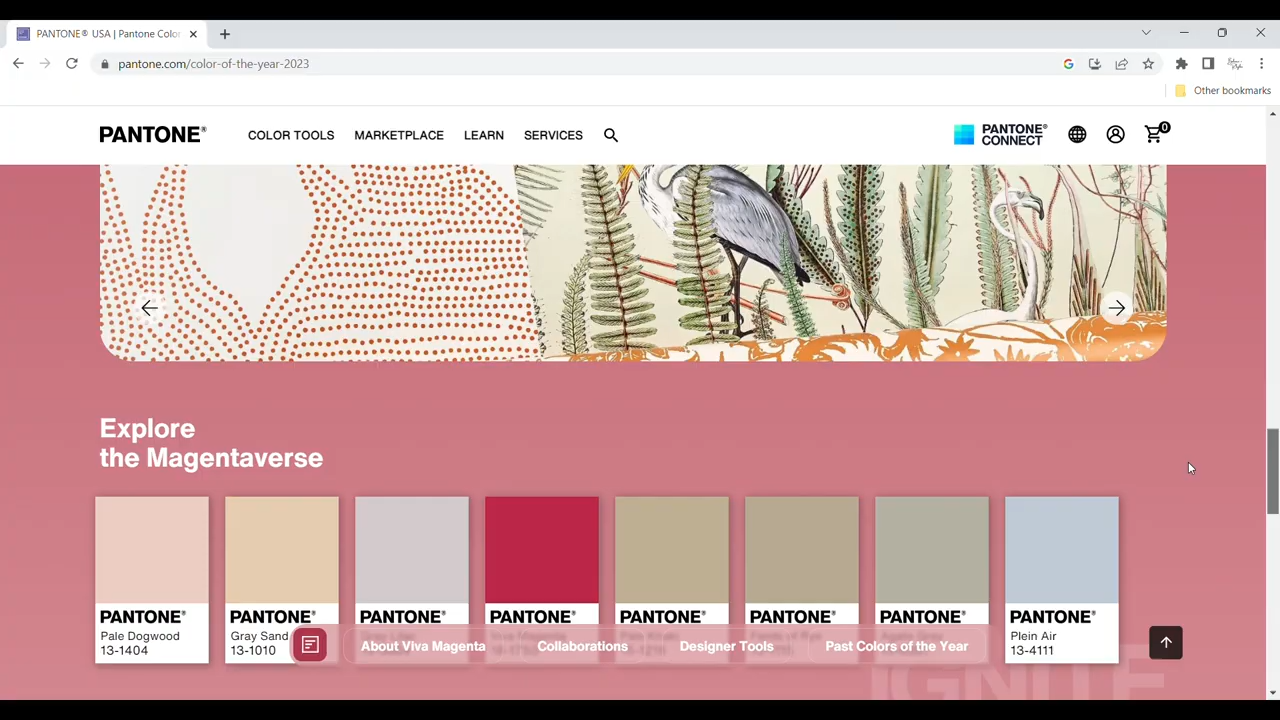 PANTONE® USA | Pantone Color
pantone.com/color-of-the-year-2023
Other bookmarks
PANTONE®
COLOR TOOLS
MARKETPLACE
LEARN
SERVICES
PANTONE®
CONNECT
0
Explore
the Magentaverse
PANTONE®
Pale Dogwood
13-1404
PANTONE®
Gray Sand
13-1010
PANTONE®
PANTONE®
PANTONE®
PANTONE®
PANTONE®
PANTONE®
Plein Air
13-4111
About Viva Magenta
Collaborations
Designer Tools
Past Colors of the Year
IGNITE